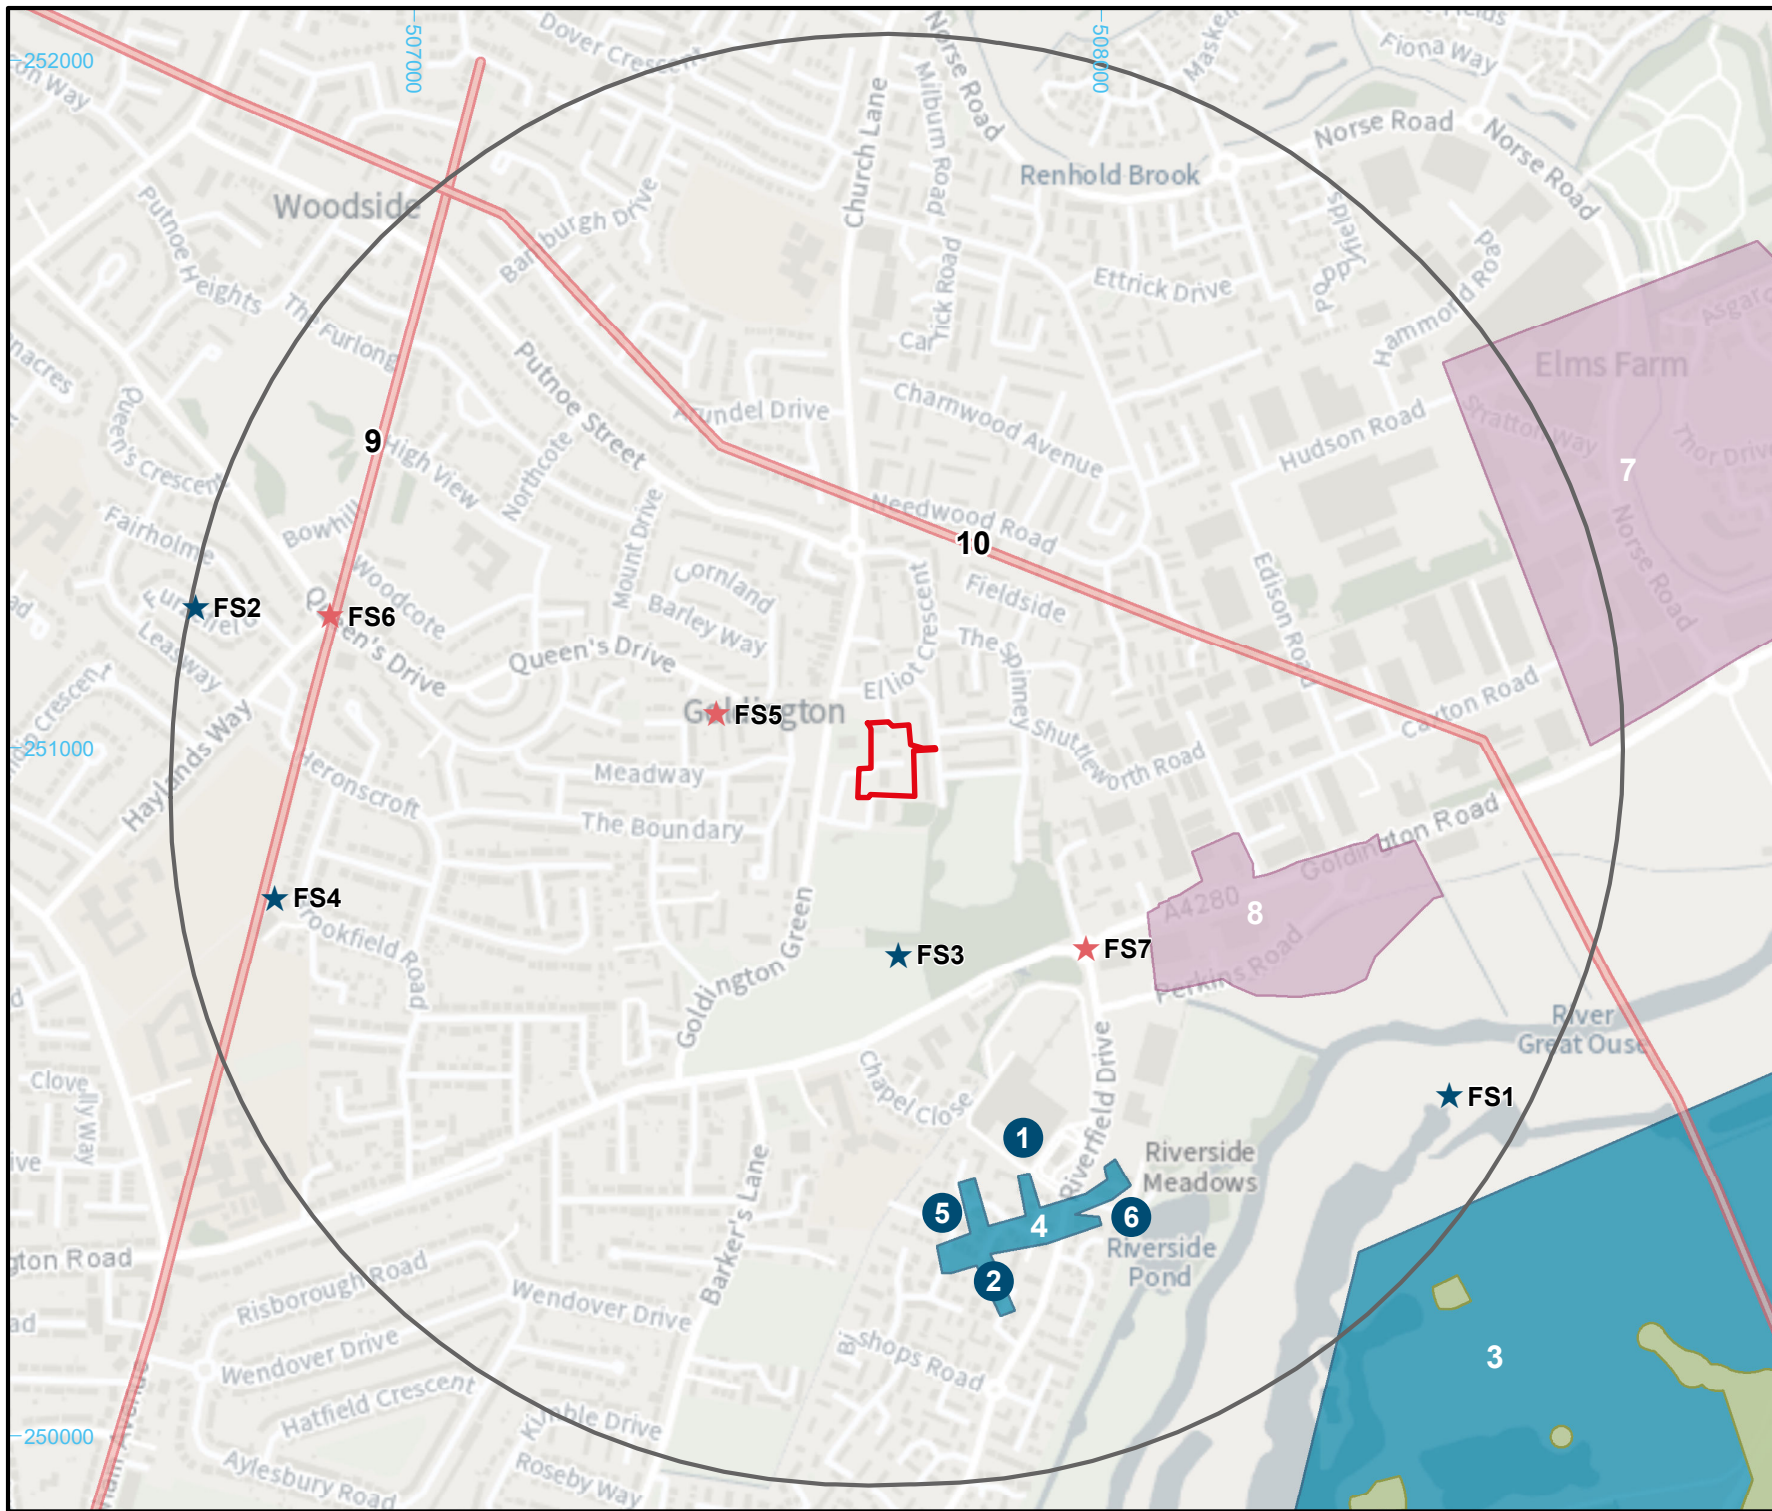 252000
507000
508000
Dover Crescent
Norse Road
Milburn Road
Church Lane
Fiona Way
Norse Road
Norse Road
Renhold Brook
Woodside
Putnoe Heights
The Furlong
Ettrick Drive
Hammond Road
Elms Farm
Putnoe Street
Arundel Drive
Charnwood Avenue
Hudson Road
Stratton Way
Thor Drive
Queen's Crescent
9
High View
Northcote
7
Bowhill
Fairholme
Mount Drive
Needwood Road
10
Woodcote
Cornland
Barley Way
Fieldside
Edison Road
Norse Road
FS2
FS6
Leasway
Queen's Drive
Queen's Drive
Elliot Crescent
The Spinney
Goldington
FS5
Shuttleworth Road
Caxton Road
251000
Haylands Way
Heronscroft
Meadway
The Boundary
Goldington Road
FS4
Brookfield Road
A4280
8
FS3
FS7
Perkins Road
Goldington Green
River
Great Ouse
Chapel Close
Riverfield Drive
FS1
1
Riverside
Meadows
5
4
6
Riverside
Pond
2
Barker's Lane
Risborough Road
Wendover Drive
Wendover Drive
Bishops Road
3
Hatfield Crescent
Kimble Drive
250000
Aylesbury Road
Roseby Way